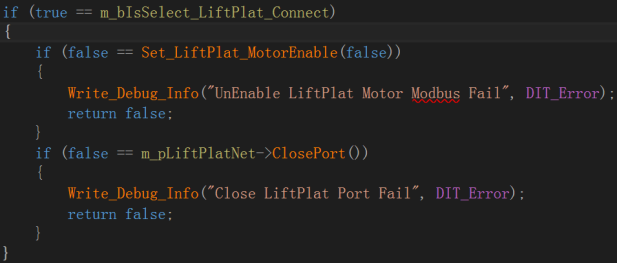 if (true == m_bIsSelect_LiftPlat_Connect)
{
    if (false == Set_LiftPlat_MotorEnable(false))
    {
        Write_Debug_Info("UnEnable LiftPlat Motor Modbus Fail", DIT_Error);
        return false;
    }
    if (false == m_pLiftPlatNet->ClosePort())
    {
        Write_Debug_Info("Close LiftPlat Port Fail", DIT_Error);
        return false;
    }
}